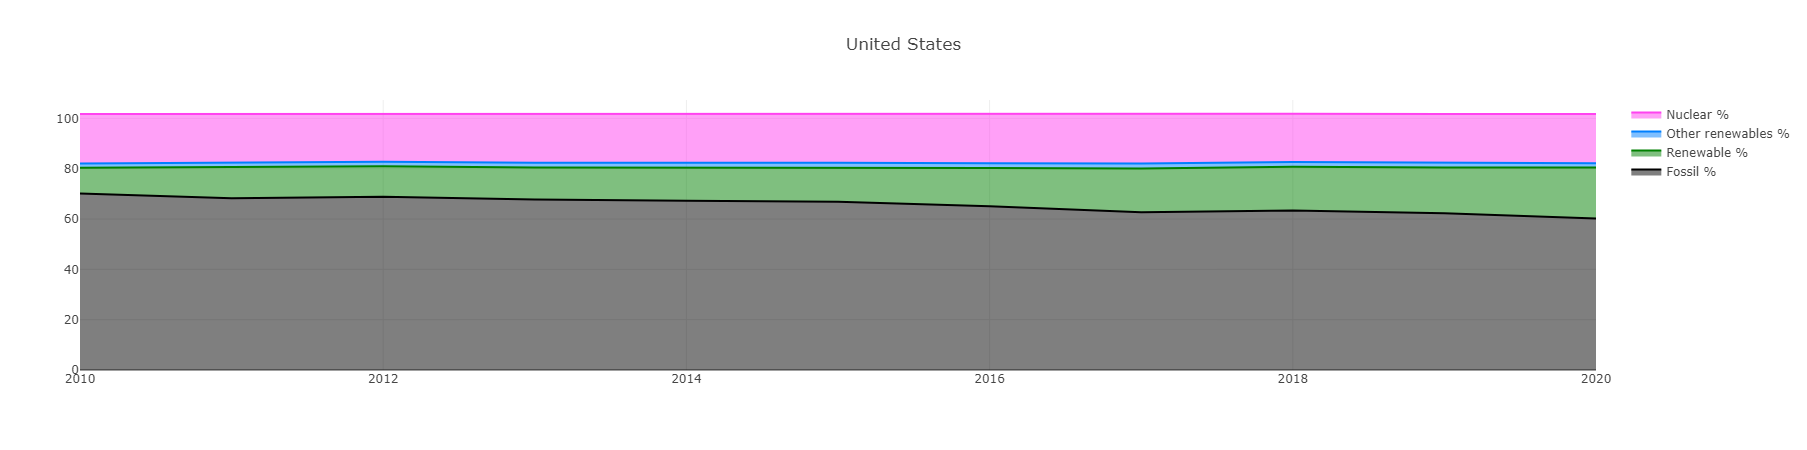 United States
100
80
60
40
20
0
2010 2012 2014 2016 2018 2020
Nuclear %
Other renewables %
Renewable %
Fossil %